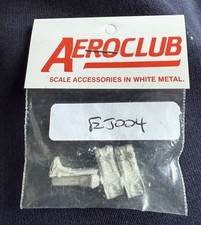 AEROCLUB
SCALE ACCESSORIES IN WHITE METAL.
EJ004